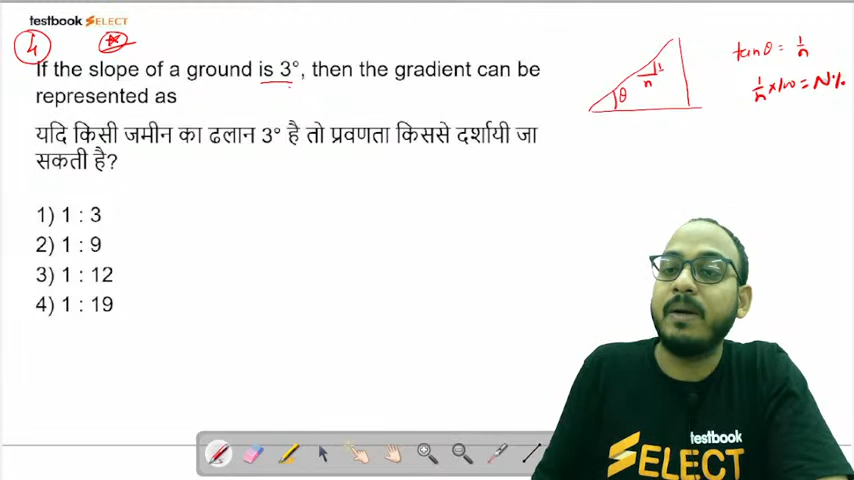 testbook SELECT
4
If the slope of a ground is 3°, then the gradient can be
represented as
यदि किसी जमीन का ढलान 3° है तो प्रवणता किससे दर्शायी जा
सकती है?
1) 1 : 3
2) 1 : 9
3) 1 : 12
4) 1 : 19
θ
1
n
tanθ = 1/n
1/n × 100 = N%
testbook
SELECT